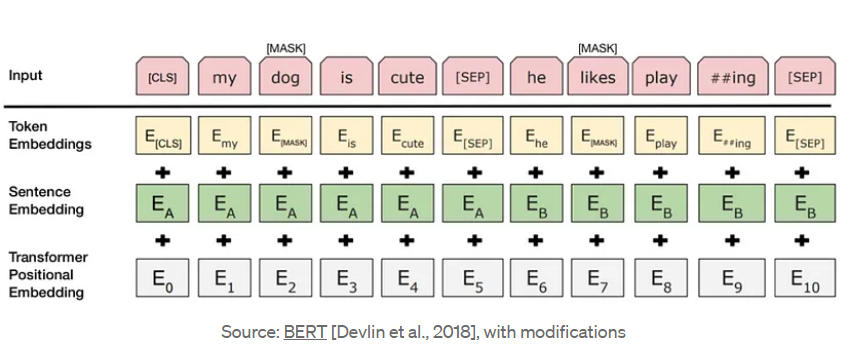 [MASK] [MASK]
Input [CLS] my dog is cute [SEP] he likes play ##ing [SEP]
Token Embeddings E[CLS] Emy E[MASK] Eis Ecute E[SEP] Ehe E[MASK] Eplay E##ing E[SEP]
+ + + + + + + + + + +
Sentence Embedding EA EA EA EA EA EA EB EB EB EB EB
+ + + + + + + + + + +
Transformer Positional Embedding E0 E1 E2 E3 E4 E5 E6 E7 E8 E9 E10
Source: BERT [Devlin et al., 2018], with modifications